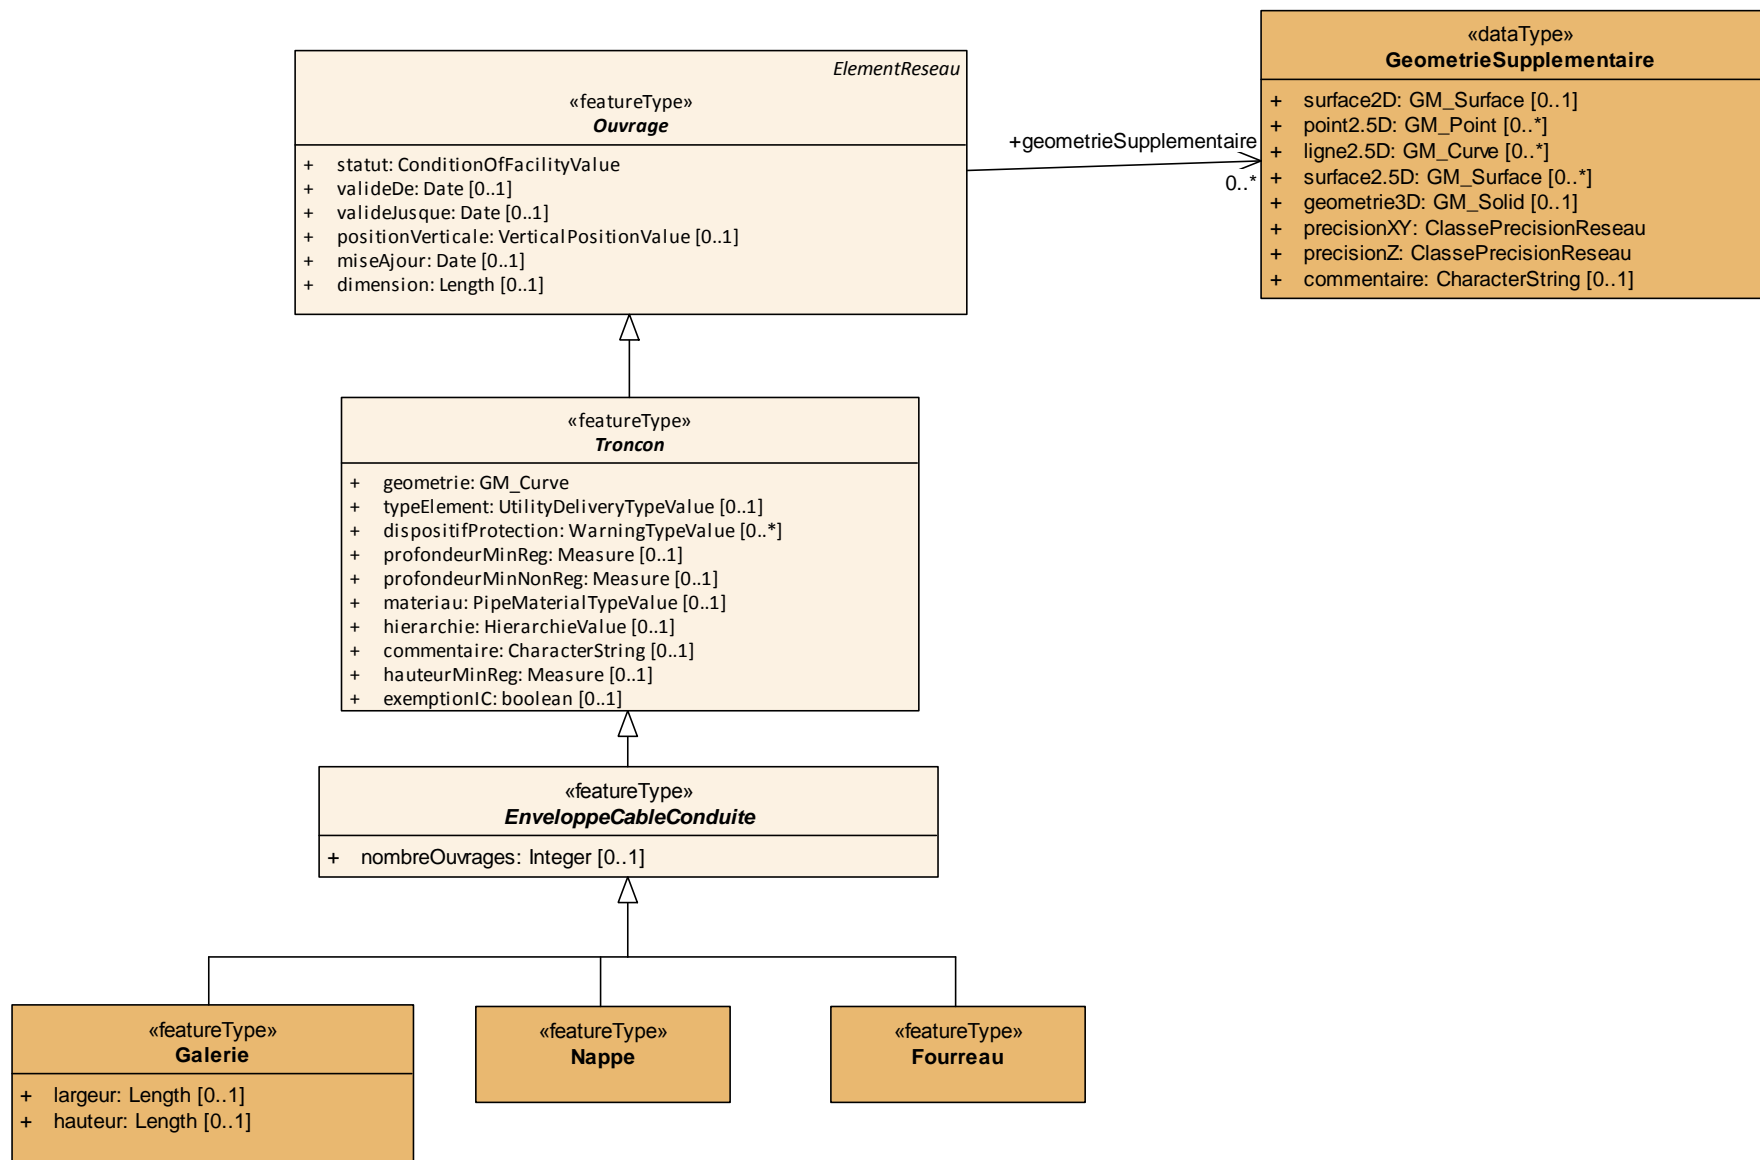 ElementReseau
«featureType»
Ouvrage
+ statut: ConditionOfFacilityValue
+ valideDe: Date [0..1]
+ valideJusque: Date [0..1]
+ positionVerticale: VerticalPositionValue [0..1]
+ miseAjour: Date [0..1]
+ dimension: Length [0..1]
+geometrieSupplementaire
0..*
«dataType»
GeometrieSupplementaire
+ surface2D: GM_Surface [0..1]
+ point2.5D: GM_Point [0..*]
+ ligne2.5D: GM_Curve [0..*]
+ surface2.5D: GM_Surface [0..*]
+ geometrie3D: GM_Solid [0..1]
+ precisionXY: ClassePrecisionReseau
+ precisionZ: ClassePrecisionReseau
+ commentaire: CharacterString [0..1]
«featureType»
Troncon
+ geometrie: GM_Curve
+ typeElement: UtilityDeliveryTypeValue [0..1]
+ dispositifProtection: WarningTypeValue [0..*]
+ profondeurMinReg: Measure [0..1]
+ profondeurMinNonReg: Measure [0..1]
+ materiau: PipeMaterialTypeValue [0..1]
+ hierarchie: HierarchieValue [0..1]
+ commentaire: CharacterString [0..1]
+ hauteurMinReg: Measure [0..1]
+ exemptionIC: boolean [0..1]
«featureType»
EnveloppeCableConduite
+ nombreOuvrages: Integer [0..1]
«featureType»
Galerie
+ largeur: Length [0..1]
+ hauteur: Length [0..1]
«featureType»
Nappe
«featureType»
Fourreau